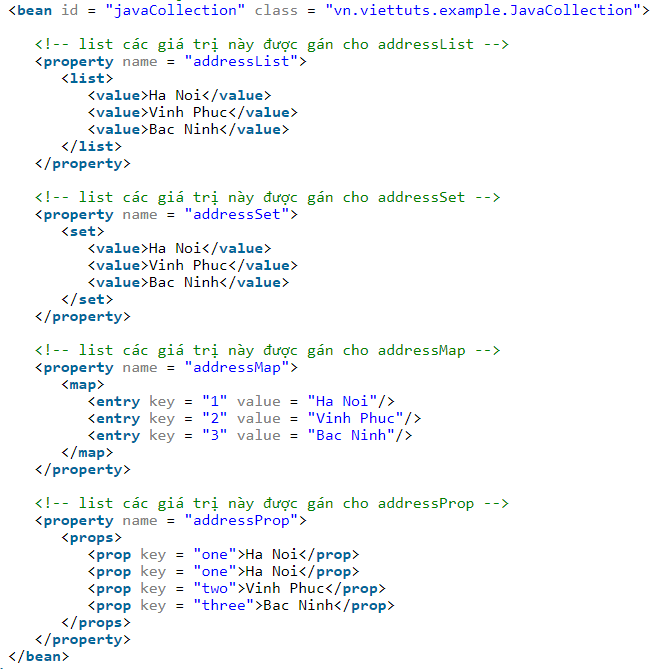 <bean id = "javaCollection" class = "vn.viettuts.example.JavaCollection">
<!-- list các giá trị này được gán cho addressList -->
<property name = "addressList">
<list>
<value>Ha Noi</value>
<value>Vinh Phuc</value>
<value>Bac Ninh</value>
</list>
</property>
<!-- list các giá trị này được gán cho addressSet -->
<property name = "addressSet">
<set>
<value>Ha Noi</value>
<value>Vinh Phuc</value>
<value>Bac Ninh</value>
</set>
</property>
<!-- list các giá trị này được gán cho addressMap -->
<property name = "addressMap">
<map>
<entry key = "1" value = "Ha Noi"/>
<entry key = "2" value = "Vinh Phuc"/>
<entry key = "3" value = "Bac Ninh"/>
</map>
</property>
<!-- list các giá trị này được gán cho addressProp -->
<property name = "addressProp">
<props>
<prop key = "one">Ha Noi</prop>
<prop key = "one">Ha Noi</prop>
<prop key = "two">Vinh Phuc</prop>
<prop key = "three">Bac Ninh</prop>
</props>
</property>
</bean>